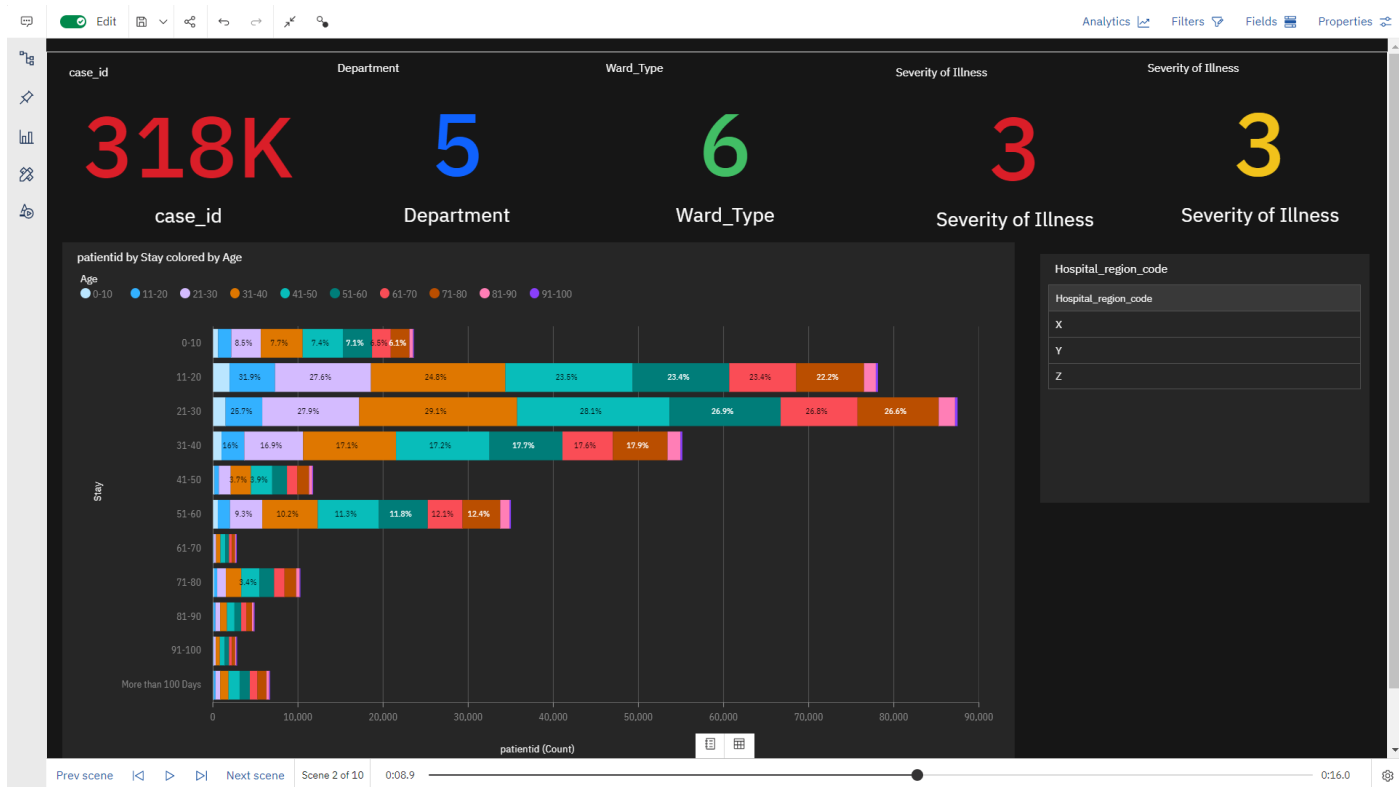 Edit
Analytics
Filters
Fields
Properties
case_id
Department
Ward_Type
Severity of Illness
Severity of Illness
318K
5
6
3
3
case_id
Department
Ward_Type
Severity of Illness
Severity of Illness
patientid by Stay colored by Age
Age
0-10 11-20 21-30 31-40 41-50 51-60 61-70 71-80 81-90 91-100
Stay
0-10 8.5% 7.7% 7.4% 7.1% 6.1%
11-20 31.9% 27.6% 24.8% 23.4% 23.4% 22.2%
21-30 25.7% 27.9% 29.1% 28.1% 26.9% 26.8% 26.6%
31-40 16% 16.9% 17.1% 17.2% 17.7% 17.6% 17.9%
41-50 3.7% 3.9%
51-60 9.3% 10.2% 11.3% 11.8% 12.1% 12.4%
61-70
71-80 3.4%
81-90
91-100
More than 100 Days
0 10,000 20,000 30,000 40,000 50,000 60,000 70,000 80,000 90,000
patientid (Count)
Hospital_region_code
Hospital_region_code
X
Y
Z
Prev scene
Next scene
Scene 2 of 10
0:08.9
0:16.0